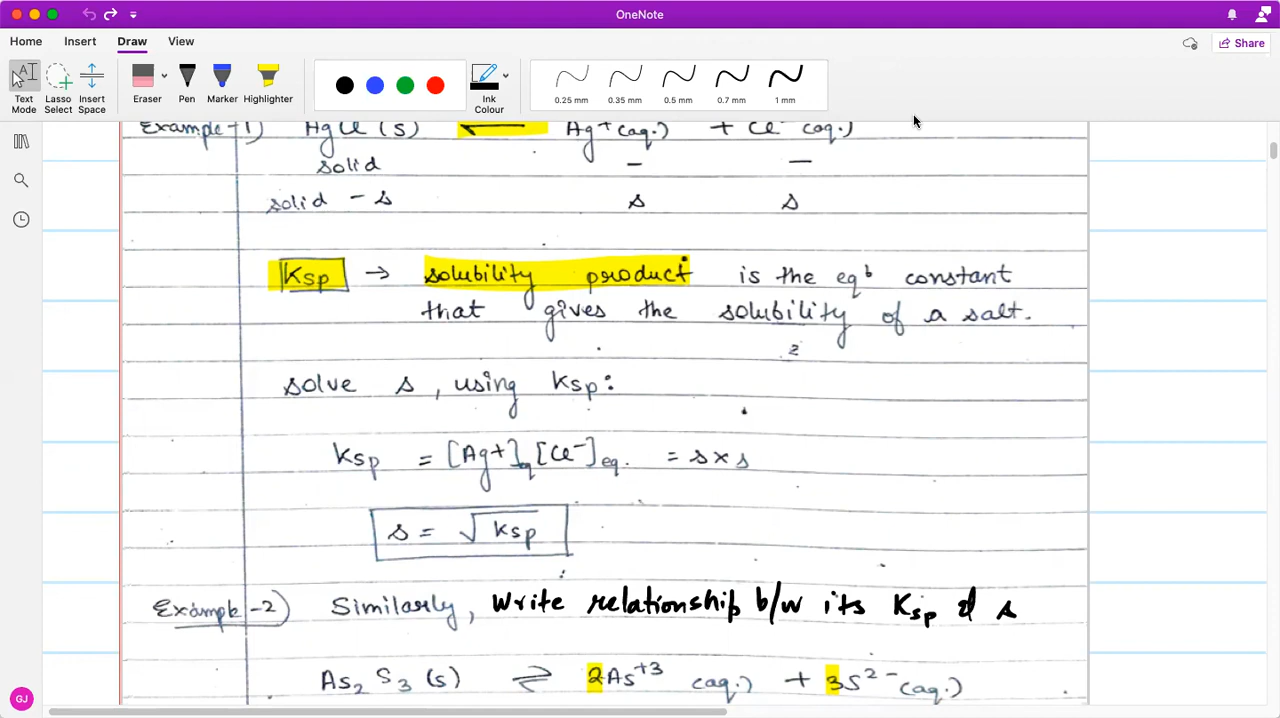 OneNote
Home Insert Draw View
Share
Text Mode
Lasso Select
Insert Space
Eraser
Pen
Marker
Highlighter
Ink Colour
0.25 mm
0.35 mm
0.5 mm
0.7 mm
1 mm
Example-1) AgCl (s) Ag+ (aq.) + Cl- (aq.)
solid — —
solid - s s s
Ksp → solubility product is the eqb constant
that gives the solubility of a salt.
solve s, using Ksp:
Ksp = [Ag+]eq [Cl-]eq. = s x s
s = √Ksp
Example-2) Similarly, Write relationship b/w its Ksp & s
As2S3 (s) ⇌ 2As+3 (aq.) + 3S2- (aq.)
GJ